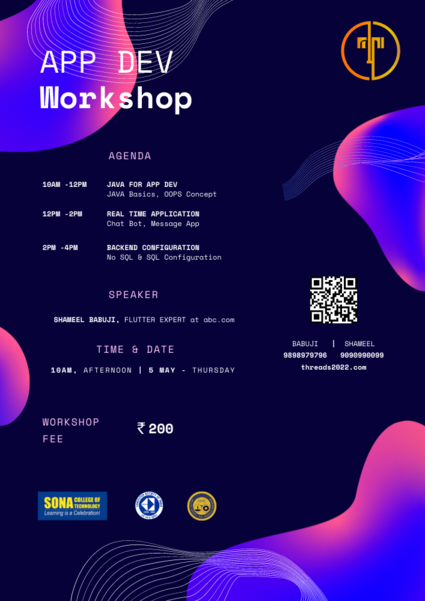 APP DEV
Workshop
AGENDA
10AM -12PM JAVA FOR APP DEV
JAVA Basics, OOPS Concept
12PM -2PM REAL TIME APPLICATION
Chat Bot, Message App
2PM -4PM BACKEND CONFIGURATION
No SQL & SQL Configuration
SPEAKER
SHAMEEL BABUJI, FLUTTER EXPERT at abc.com
TIME & DATE
10AM, AFTERNOON | 5 MAY - THURSDAY
BABUJI | SHAMEEL
9898979796 9090990099
threads2022.com
WORKSHOP
FEE
₹ 200
SONA COLLEGE OF
TECHNOLOGY
Learning is a Celebration!